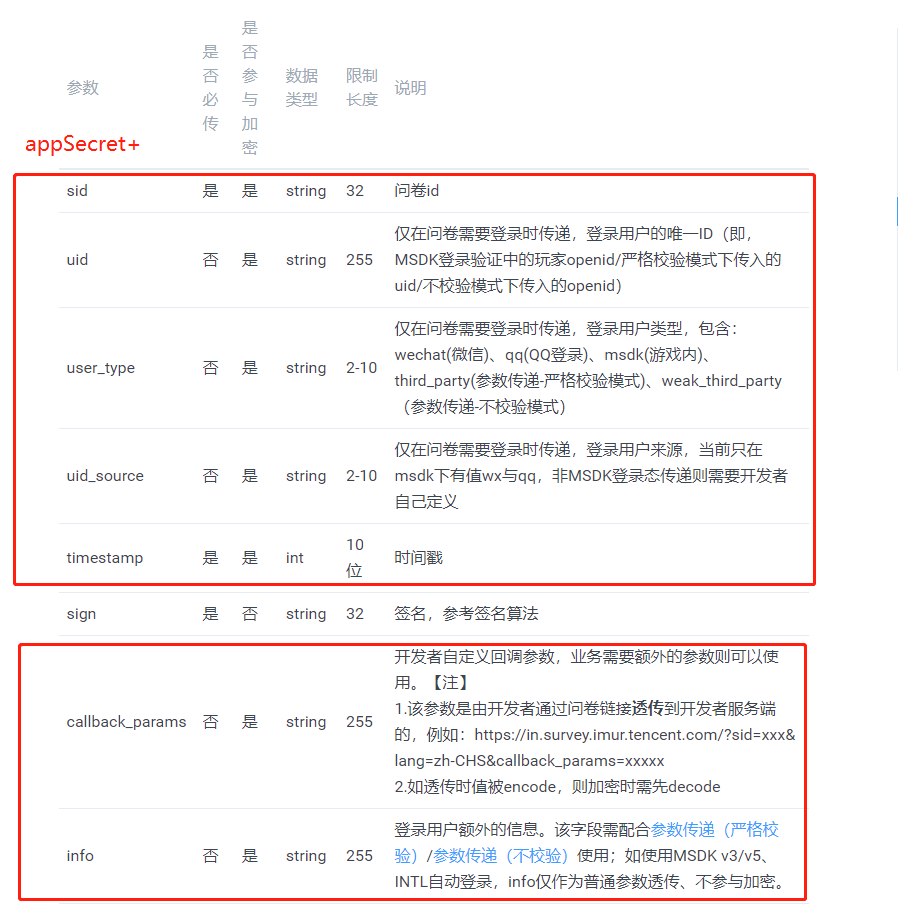 参数
是否必传
是否参与加密
数据类型
限制长度
说明
appSecret+
sid 是 是 string 32 问卷id
uid 否 是 string 255
仅在问卷需要登录时传递，登录用户的唯一ID（即，
MSDK登录验证中的玩家openid/严格校验模式下传入的
uid/不校验模式下传入的openid）
user_type 否 是 string 2-10
仅在问卷需要登录时传递，登录用户类型，包含：
wechat(微信)、qq(QQ登录)、msdk(游戏内)、
third_party(参数传递-严格校验模式)、weak_third_party
（参数传递-不校验模式）
uid_source 否 是 string 2-10
仅在问卷需要登录时传递，登录用户来源，当前只在
msdk下有值wx与qq，非MSDK登录态传递则需要开发者
自己定义
timestamp 是 是 int 10位 时间戳
sign 是 否 string 32 签名，参考签名算法
callback_params 否 是 string 255
开发者自定义回调参数，业务需要额外的参数则可以使
用。【注】
1.该参数是由开发者通过问卷链接透传到开发者服务端
的，例如：https://in.survey.imur.tencent.com/?sid=xxx&
lang=zh-CHS&callback_params=xxxxx
2.如透传时值被encode，则加密时需先decode
info 否 是 string 255
登录用户额外的信息。该字段需配合参数传递（严格校
验）/参数传递（不校验）使用；如使用MSDK v3/v5、
INTL自动登录，info仅作为普通参数透传、不参与加密。